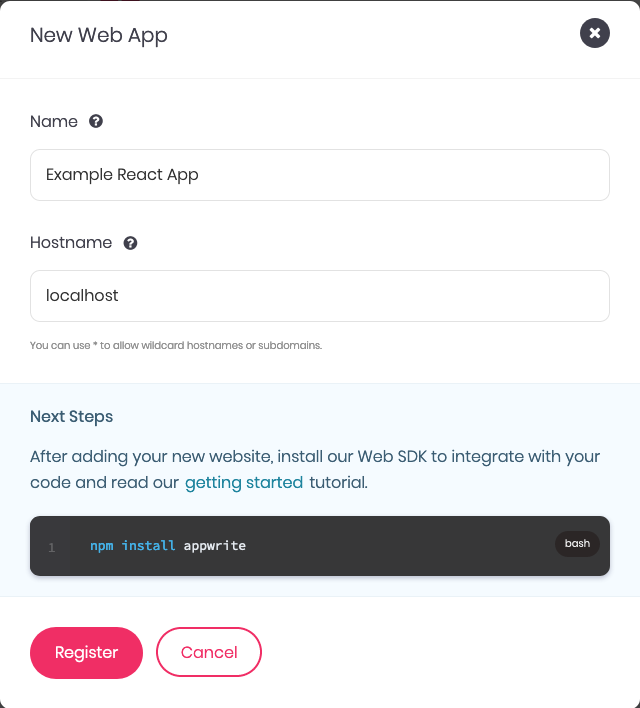 New Web App
Name
Example React App
Hostname
localhost
You can use * to allow wildcard hostnames or subdomains.
Next Steps
After adding your new website, install our Web SDK to integrate with your
code and read our getting started tutorial.
1 npm install appwrite bash
Register Cancel